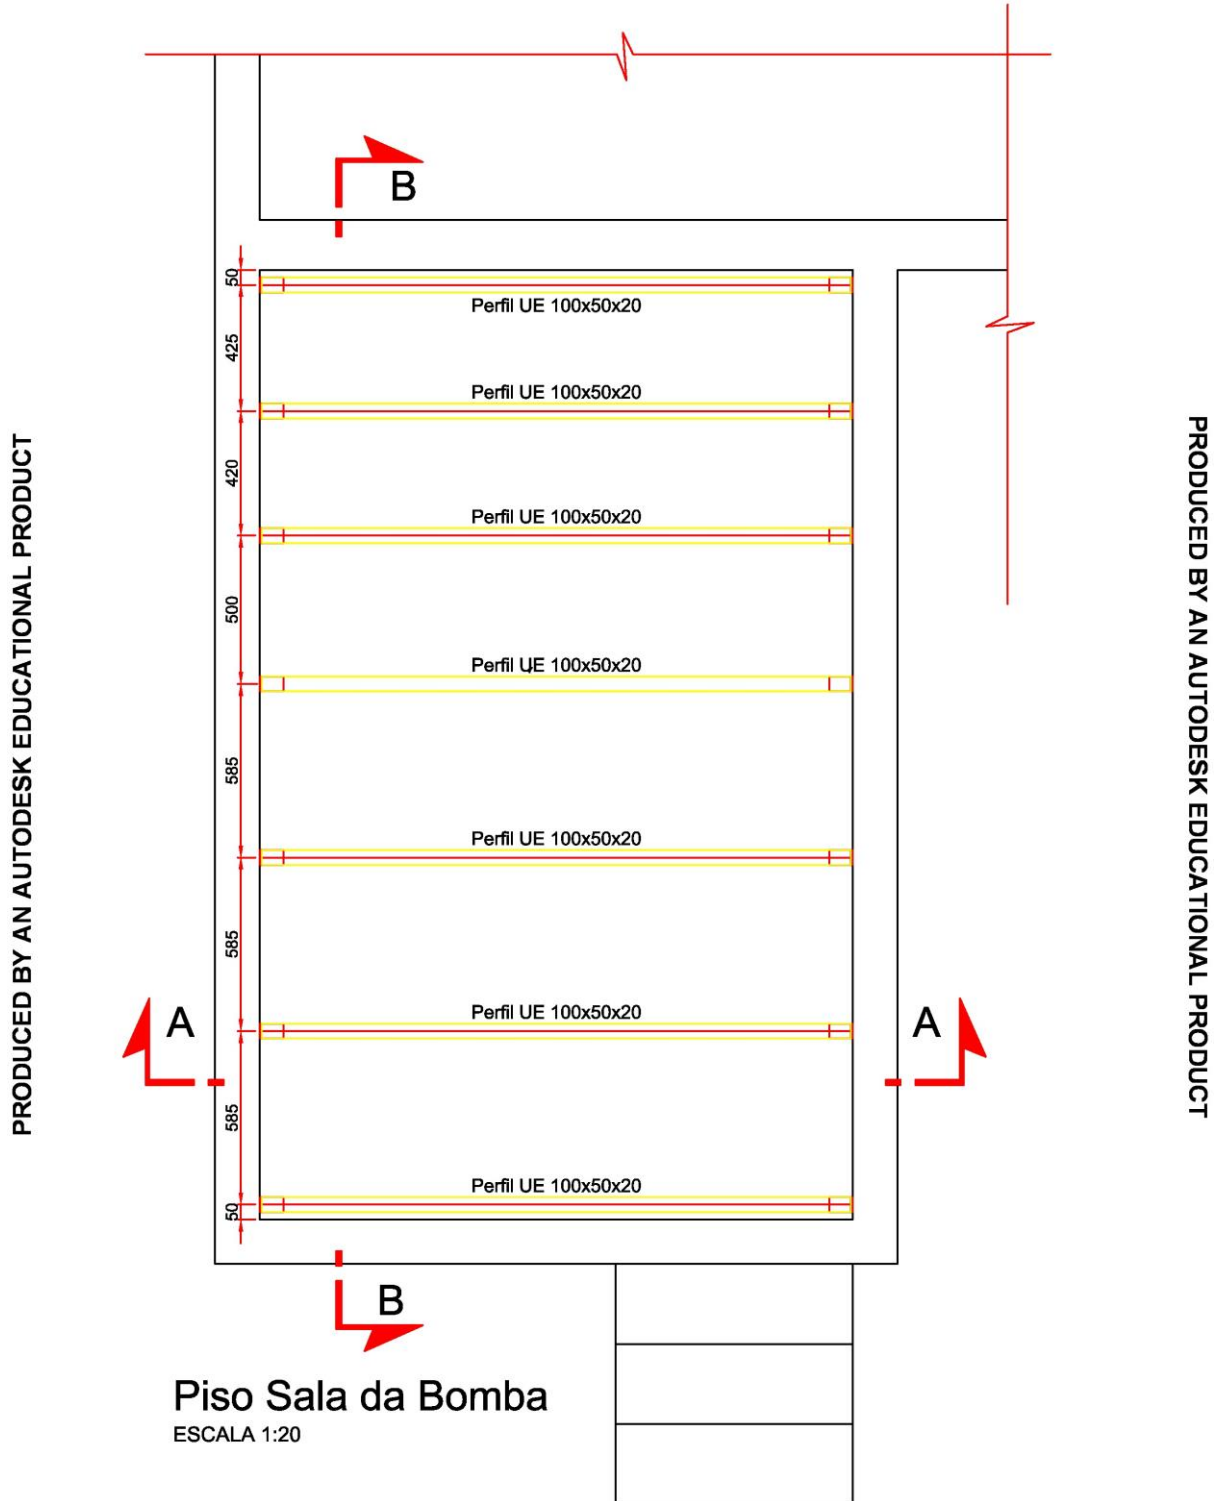 B
50
Perfil UE 100x50x20
425
Perfil UE 100x50x20
420
Perfil UE 100x50x20
500
Perfil UE 100x50x20
585
Perfil UE 100x50x20
585
Perfil UE 100x50x20
A
A
585
Perfil UE 100x50x20
50
B
Piso Sala da Bomba
ESCALA 1:20
PRODUCED BY AN AUTODESK EDUCATIONAL PRODUCT
PRODUCED BY AN AUTODESK EDUCATIONAL PRODUCT